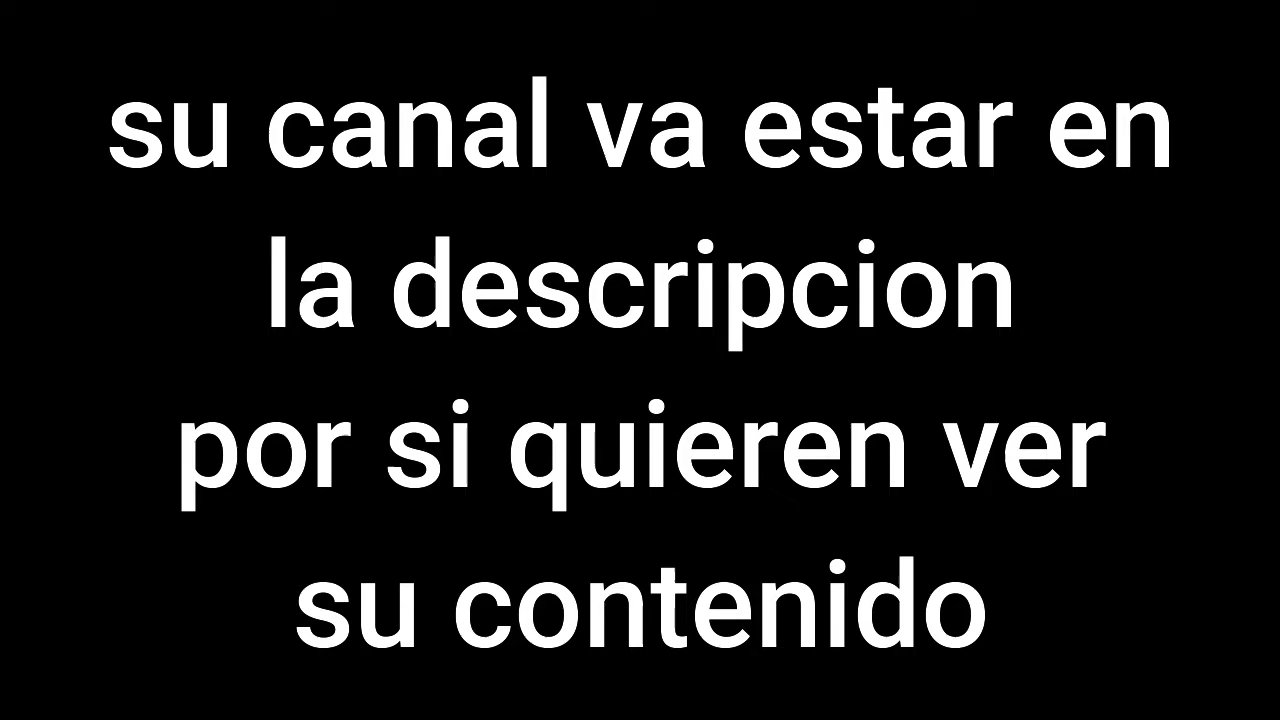 su canal va estar en
la descripcion
por si quieren ver
su contenido